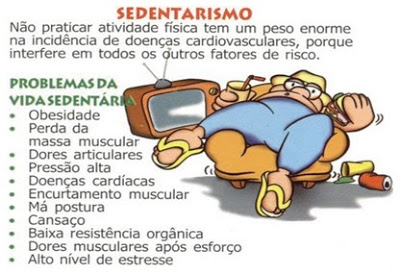 SEDENTARISMO
Não praticar atividade física tem um peso enorme
na incidência de doenças cardiovasculares, porque
interfere em todos os outros fatores de risco.
PROBLEMAS DA
VIDA SEDENTÁRIA
• Obesidade
• Perda da
massa muscular
• Dores articulares
• Pressão alta
• Doenças cardíacas
• Encurtamento muscular
• Má postura
• Cansaço
• Baixa resistência orgânica
• Dores musculares após esforço
• Alto nível de estresse